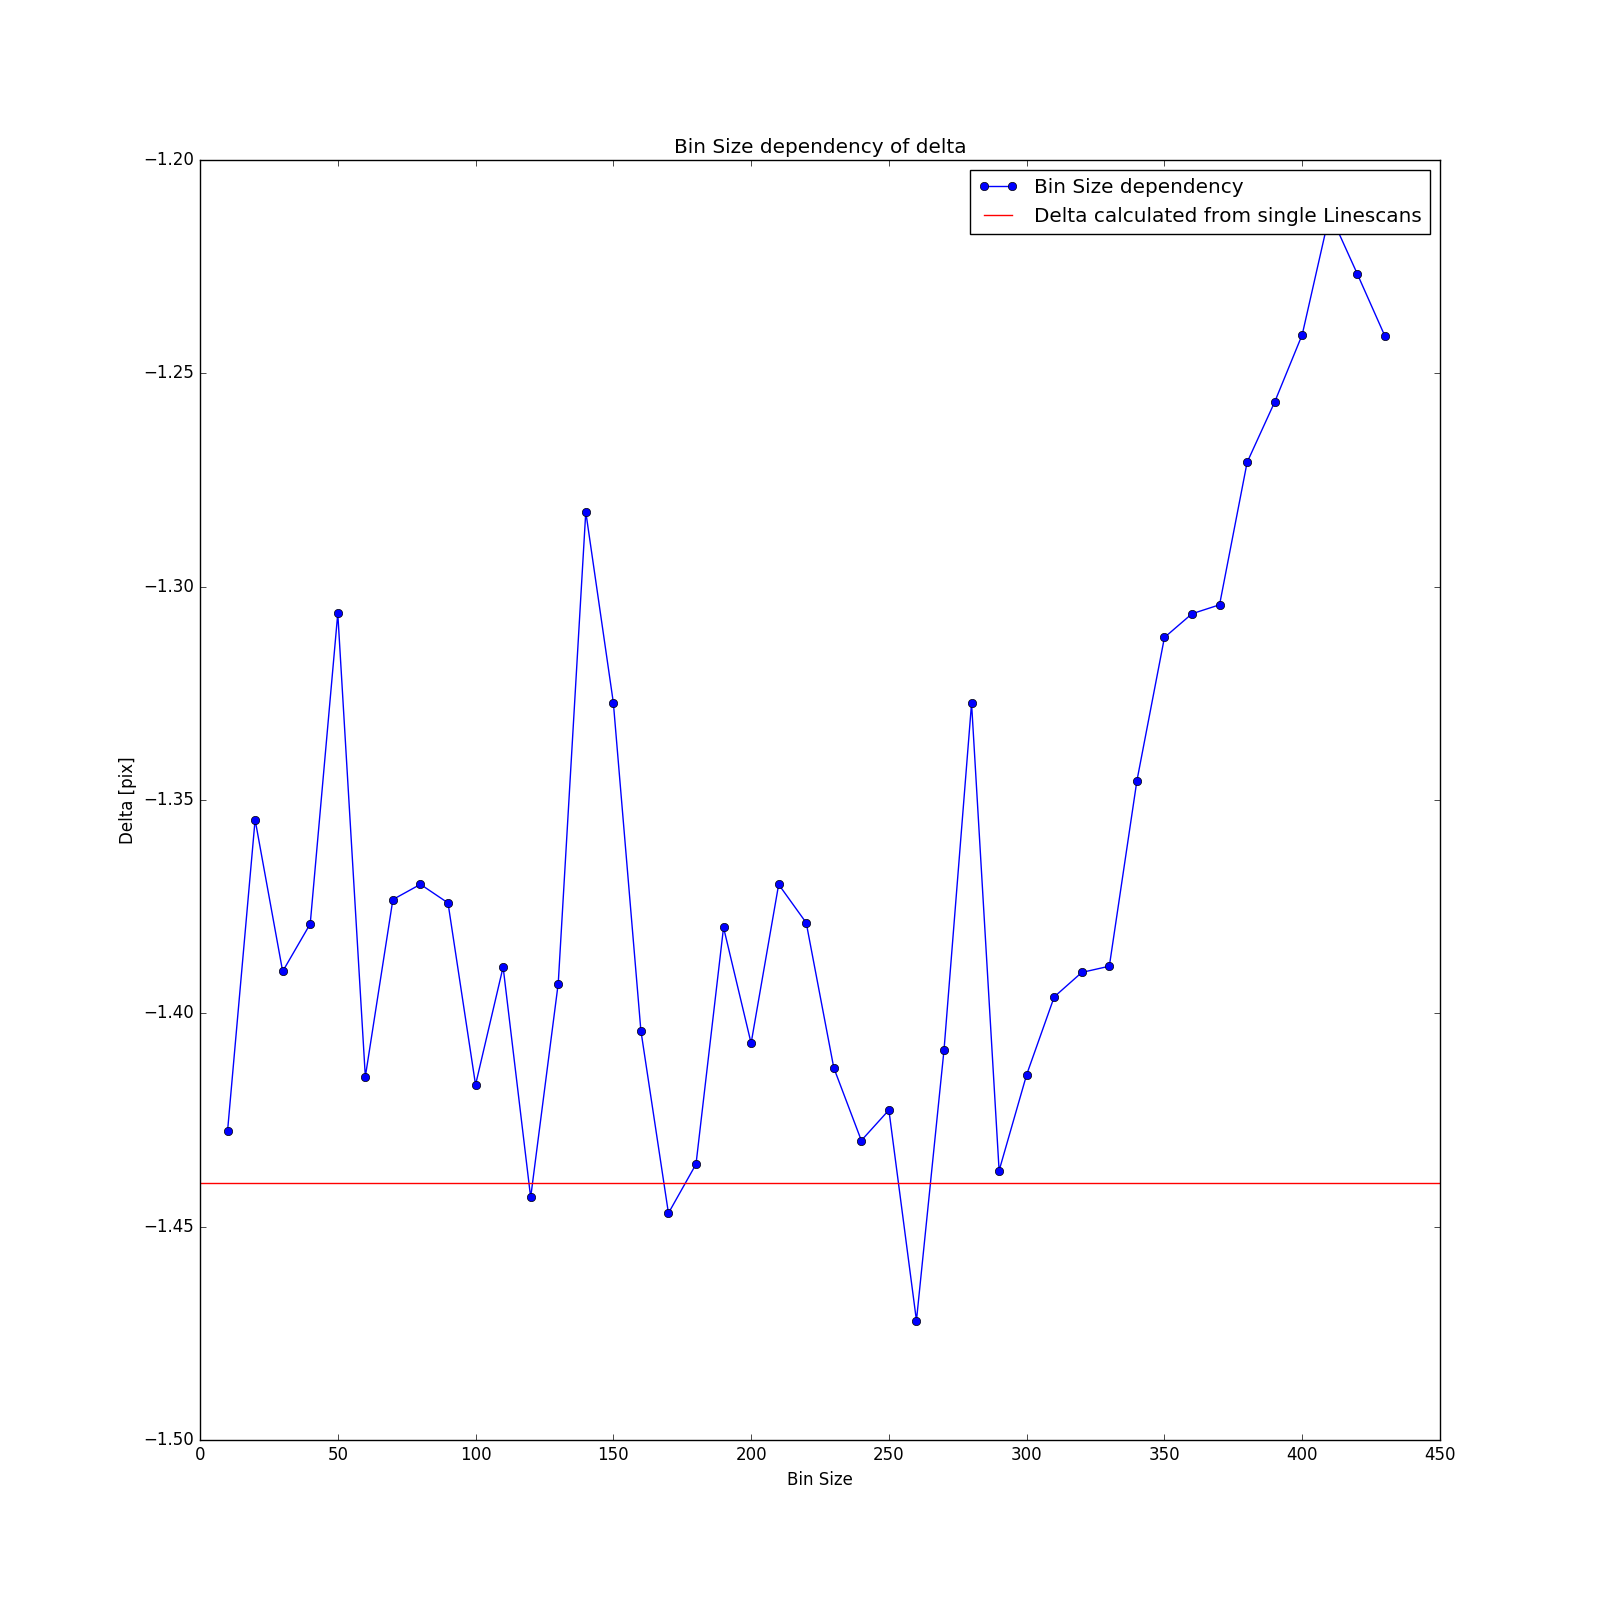 Bin Size dependency of delta
Bin Size dependency
Delta calculated from single Linescans
−1.20
−1.25
−1.30
−1.35
−1.40
−1.45
−1.50
Delta [pix]
0 50 100 150 200 250 300 350 400 450
Bin Size